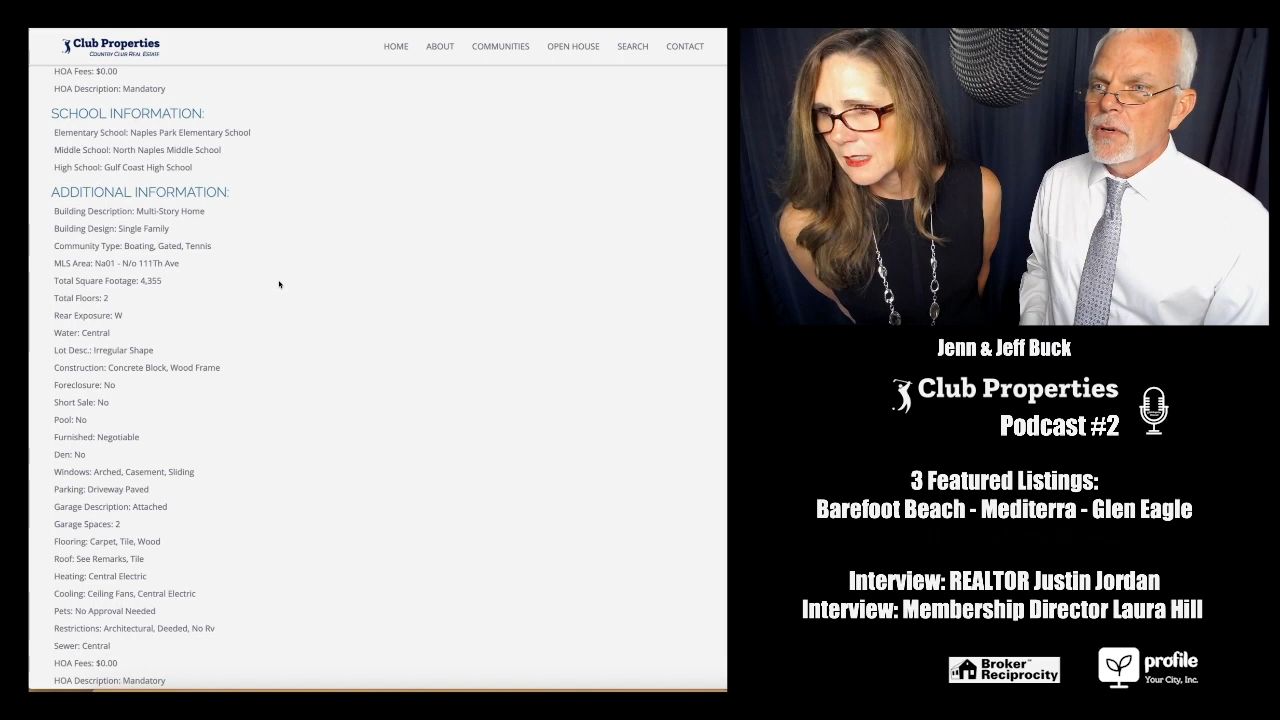 Club Properties
COUNTRY CLUB REAL ESTATE
HOME ABOUT COMMUNITIES OPEN HOUSE SEARCH CONTACT
HOA Fees: $0.00
HOA Description: Mandatory
SCHOOL INFORMATION:
Elementary School: Naples Park Elementary School
Middle School: North Naples Middle School
High School: Gulf Coast High School
ADDITIONAL INFORMATION:
Building Description: Multi-Story Home
Building Design: Single Family
Community Type: Boating, Gated, Tennis
MLS Area: Na01 - N/o 111Th Ave
Total Square Footage: 4,355
Total Floors: 2
Rear Exposure: W
Water: Central
Lot Desc.: Irregular Shape
Construction: Concrete Block, Wood Frame
Foreclosure: No
Short Sale: No
Pool: No
Furnished: Negotiable
Den: No
Windows: Arched, Casement, Sliding
Parking: Driveway Paved
Garage Description: Attached
Garage Spaces: 2
Flooring: Carpet, Tile, Wood
Roof: See Remarks, Tile
Heating: Central Electric
Cooling: Ceiling Fans, Central Electric
Pets: No Approval Needed
Restrictions: Architectural, Deeded, No Rv
Sewer: Central
HOA Fees: $0.00
HOA Description: Mandatory
Jenn & Jeff Buck
Club Properties
Podcast #2
3 Featured Listings:
Barefoot Beach - Mediterra - Glen Eagle
Interview: REALTOR Justin Jordan
Interview: Membership Director Laura Hill
Broker™
Reciprocity
profile
Your City, Inc.